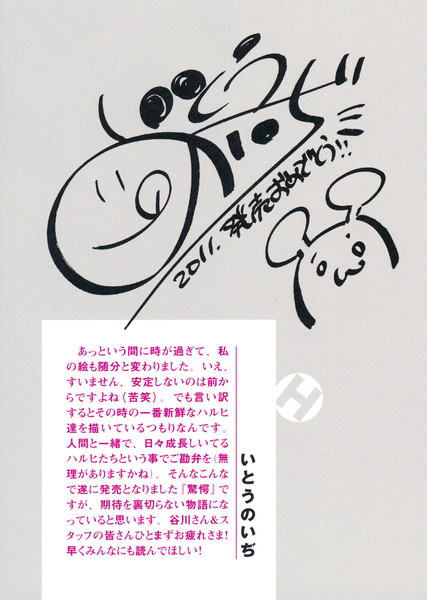 2011. 発売おめでとう!!
H
　あっという間に時が過ぎて、私
の絵も随分と変わりました。いえ、
すいません、安定しないのは前か
らですよね（苦笑）。でも言い訳
するとその時の一番新鮮なハルヒ
達を描いているつもりなんです。
人間と一緒で、日々成長しいてる
ハルヒたちという事でご勘弁を（無
理がありますかね）。そんなこんな
で遂に発売となりました『驚愕』で
すが、期待を裏切らない物語にな
っていると思います。谷川さん&ス
タッフの皆さんひとまずお疲れさま!
早くみんなにも読んでほしい!
いとうのいぢ